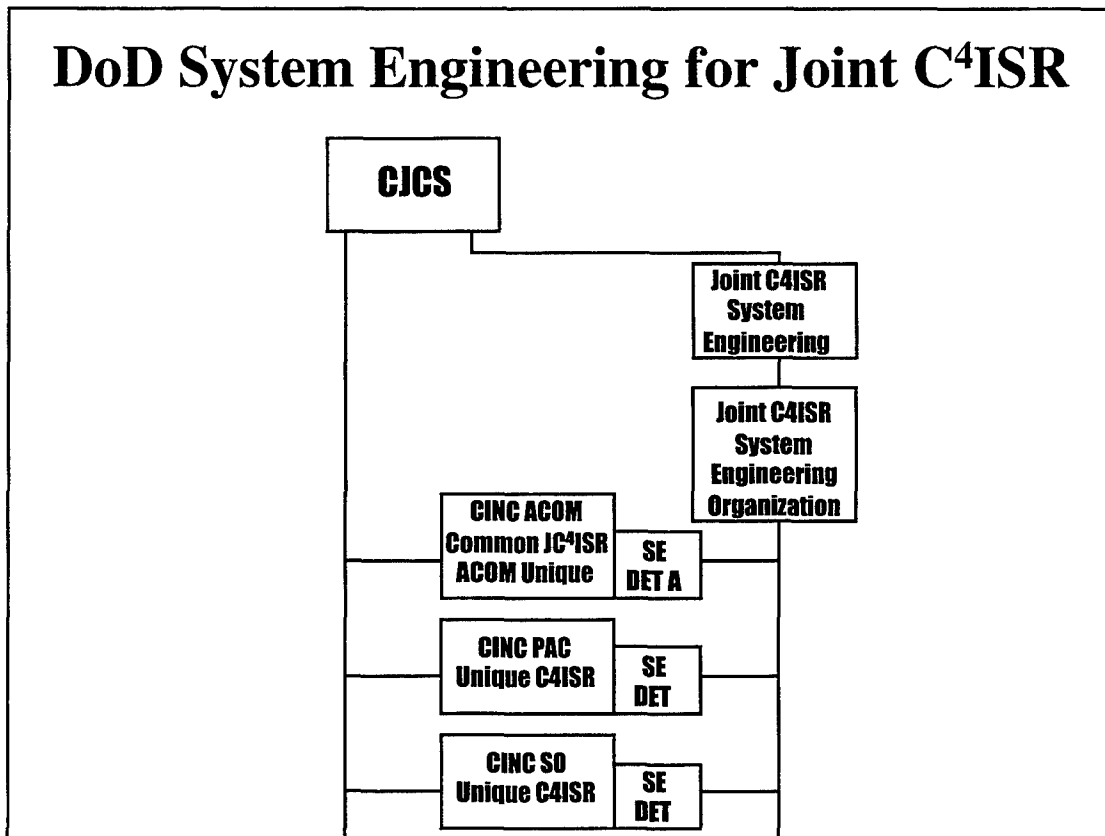 DoD System Engineering for Joint C⁴ISR
CJCS
Joint C4ISR
System
Engineering
Joint C4ISR
System
Engineering
Organization
CINC ACOM
Common JC⁴ISR
ACOM Unique
SE
DET A
CINC PAC
Unique C4ISR
SE
DET
CINC SO
Unique C4ISR
SE
DET